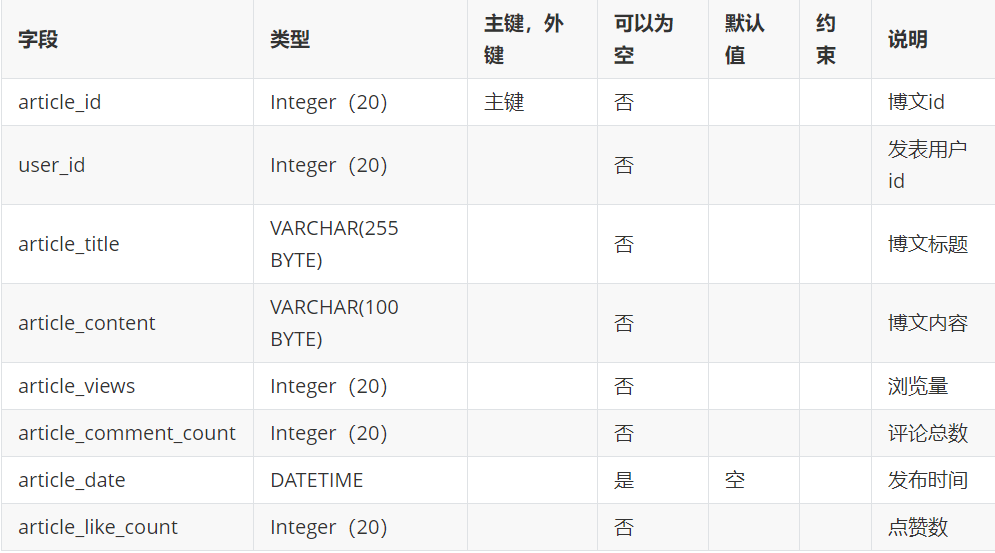 字段 类型 主键，外键 可以为空 默认值 约束 说明
article_id Integer（20） 主键 否 博文id
user_id Integer（20） 否 发表用户id
article_title VARCHAR(255 BYTE) 否 博文标题
article_content VARCHAR(100 BYTE) 否 博文内容
article_views Integer（20） 否 浏览量
article_comment_count Integer（20） 否 评论总数
article_date DATETIME 是 空 发布时间
article_like_count Integer（20） 否 点赞数